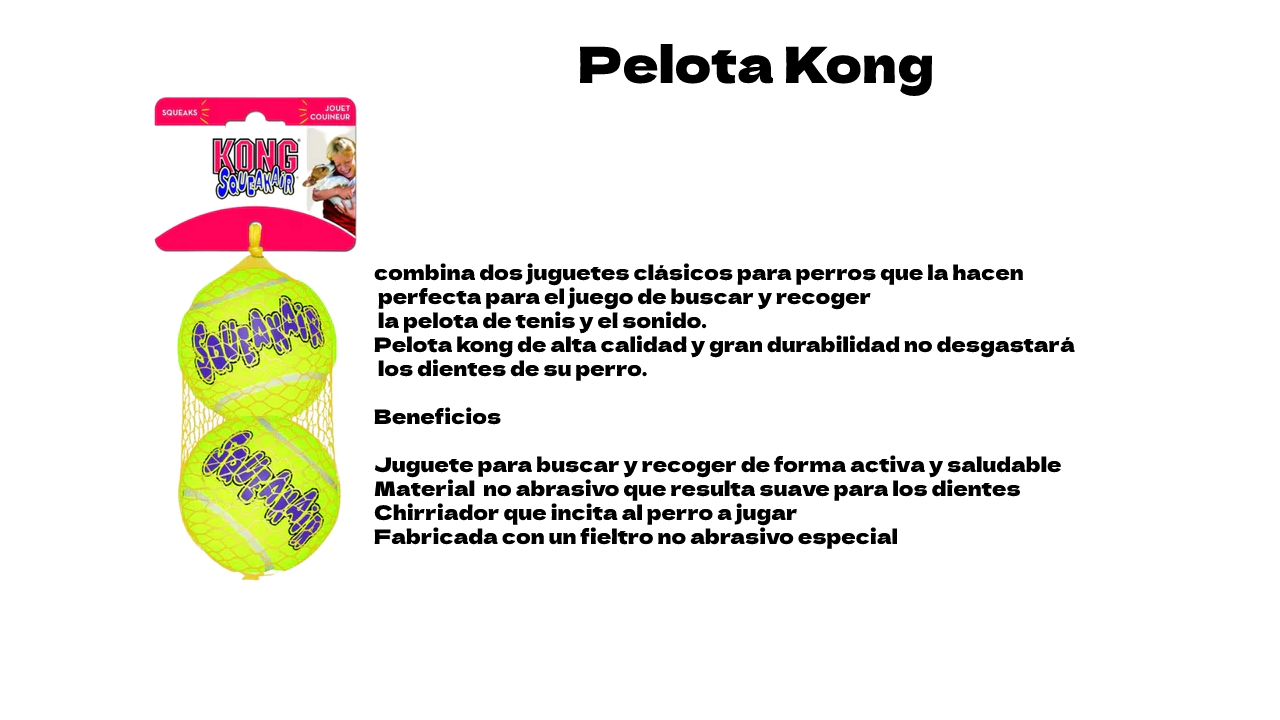 Pelota Kong
SQUEAKS
JOUET
COUINEUR
KONG
SQUEAKAIR
SQUEAKAIR
SQUEAKAIR
combina dos juguetes clásicos para perros que la hacen
perfecta para el juego de buscar y recoger
la pelota de tenis y el sonido.
Pelota kong de alta calidad y gran durabilidad no desgastará
los dientes de su perro.
Beneficios
Juguete para buscar y recoger de forma activa y saludable
Material no abrasivo que resulta suave para los dientes
Chirriador que incita al perro a jugar
Fabricada con un fieltro no abrasivo especial